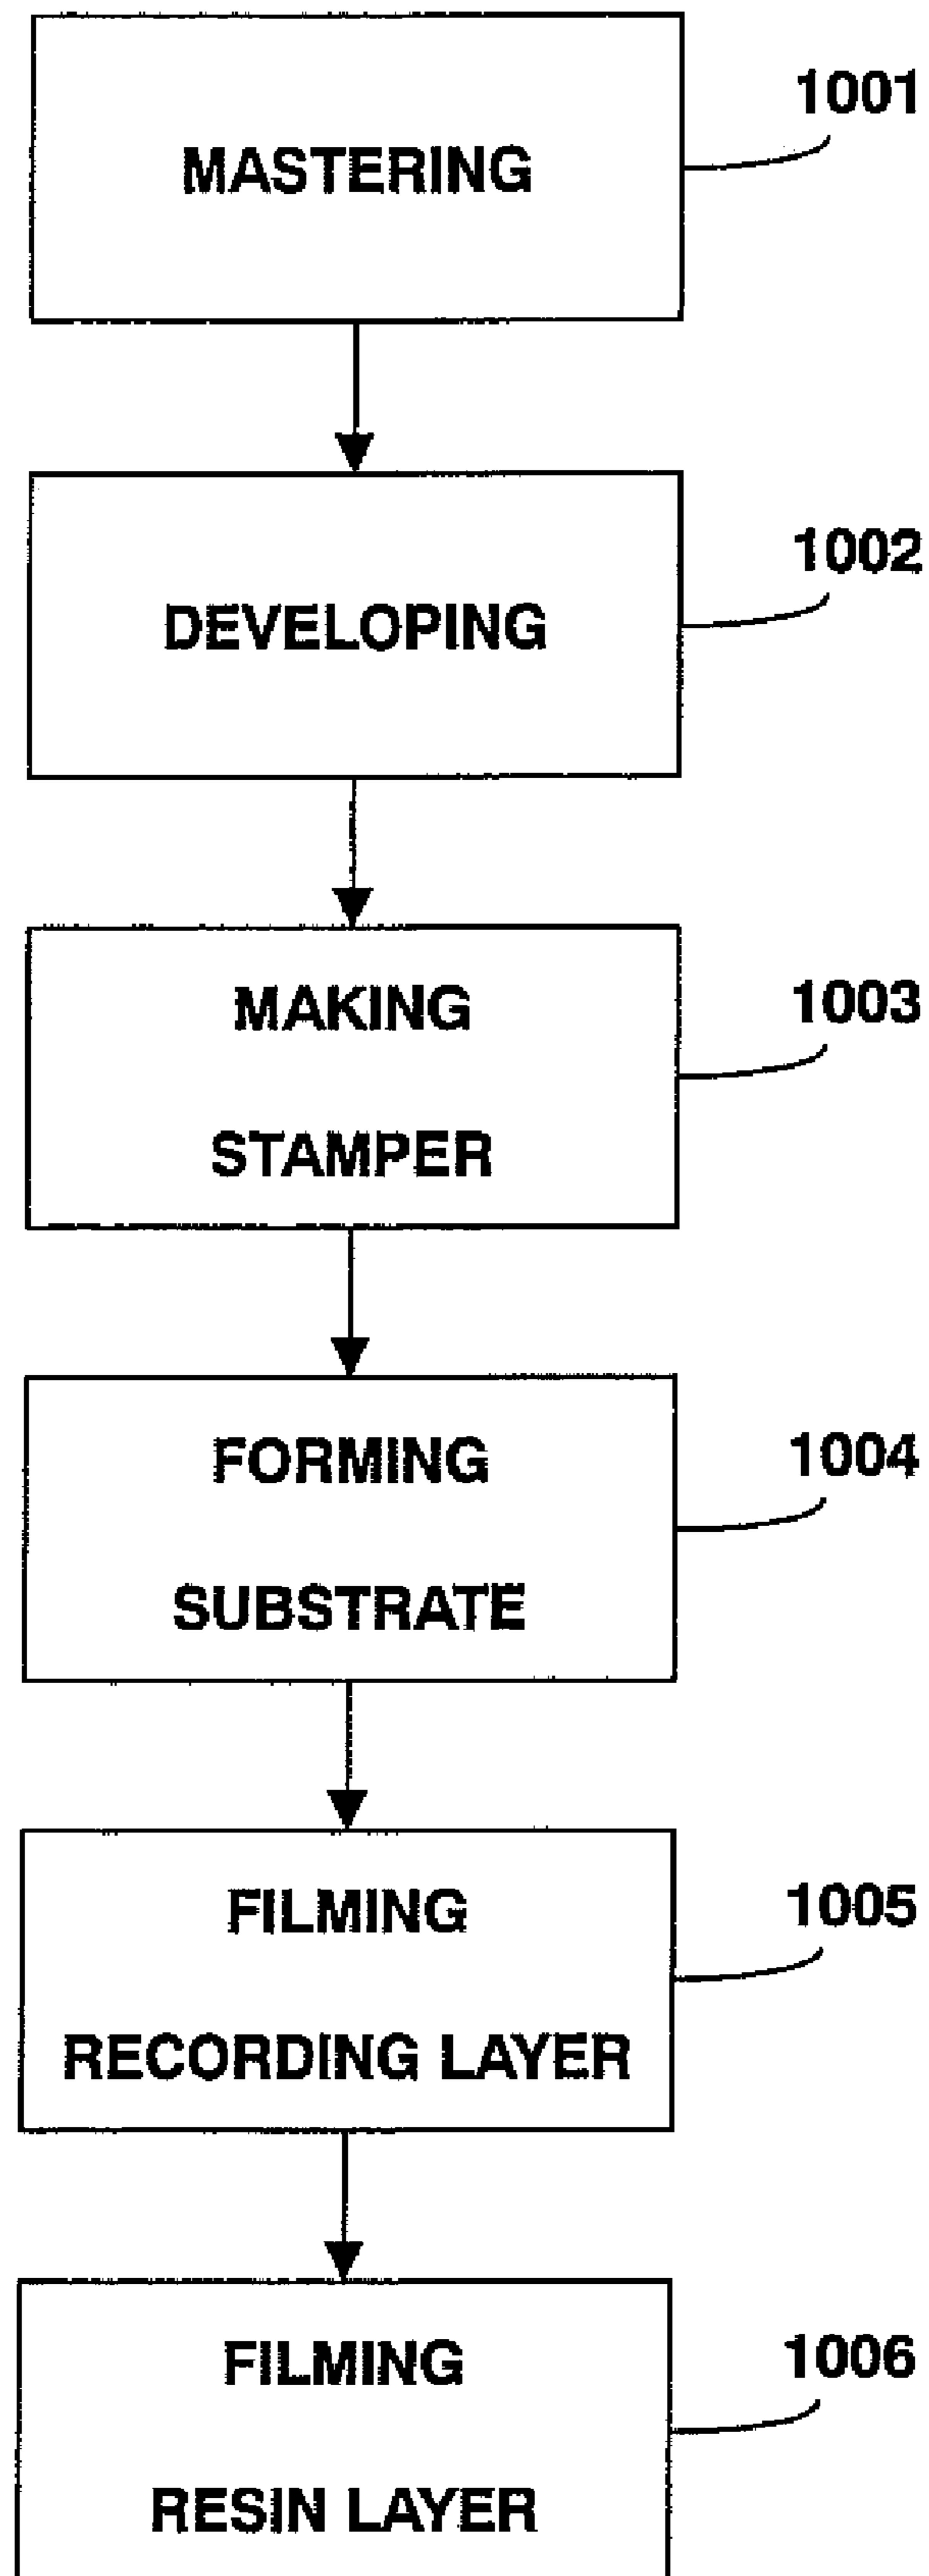 MASTERING
1001
DEVELOPING
1002
MAKING
STAMPER
1003
FORMING
SUBSTRATE
1004
FILMING
RECORDING LAYER
1005
FILMING
RESIN LAYER
1006